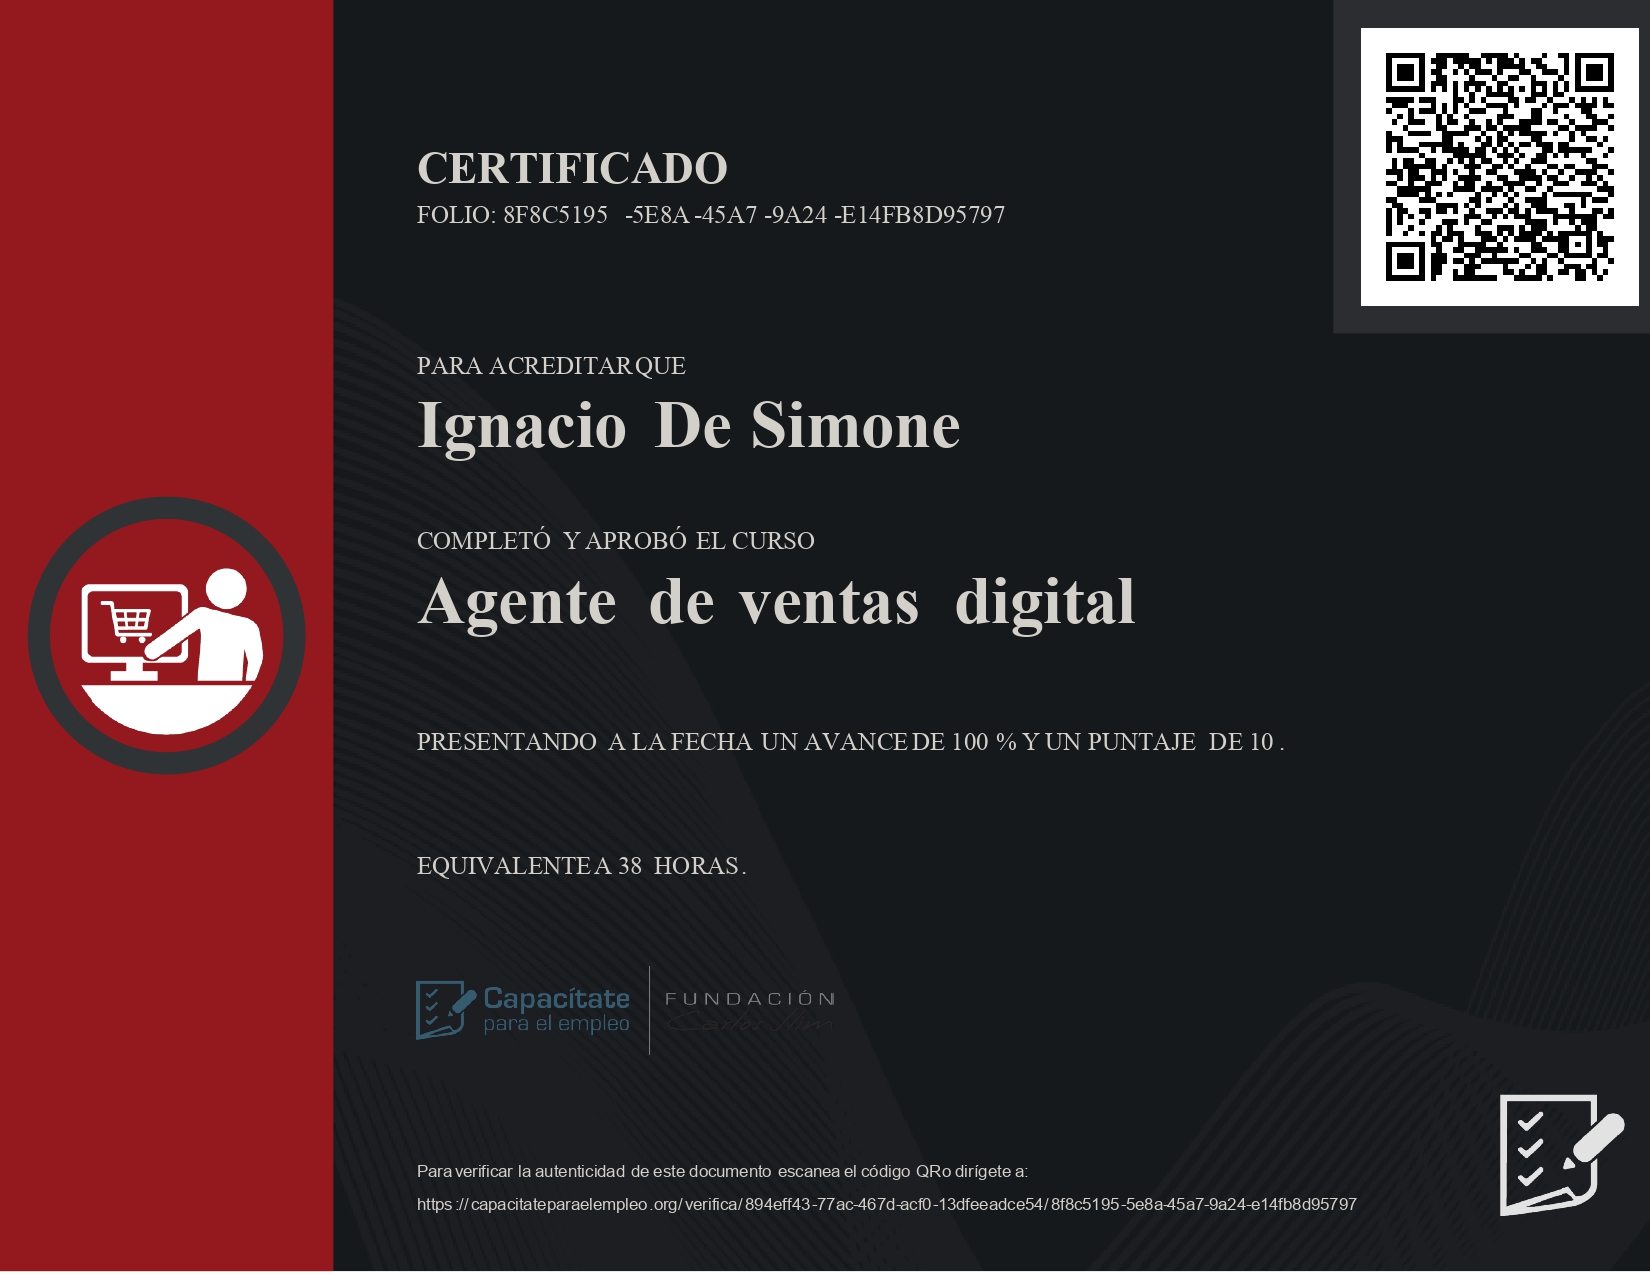 CERTIFICADO
FOLIO: 8F8C5195 -5E8A -45A7 -9A24 -E14FB8D95797
PARA ACREDITAR QUE
Ignacio De Simone
COMPLETÓ Y APROBÓ EL CURSO
Agente de ventas digital
PRESENTANDO A LA FECHA UN AVANCE DE 100 % Y UN PUNTAJE DE 10 .
EQUIVALENTE A 38 HORAS .
Capacítate
para el empleo
FUNDACIÓN
Carlos Slim
Para verificar la autenticidad de este documento escanea el código QR o dirígete a:
https://capacitateparaelempleo.org/verifica/894eff43-77ac-467d-acf0-13dfeeadce54/8f8c5195-5e8a-45a7-9a24-e14fb8d95797